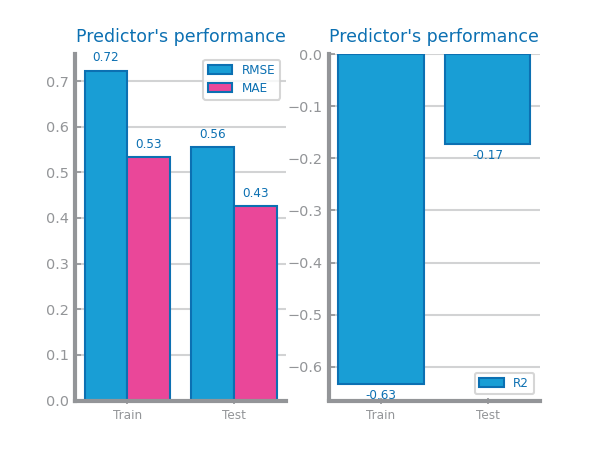 Predictor's performance
0.72
RMSE
MAE
0.7
0.6
0.5
0.4
0.3
0.2
0.1
0.0
0.53
0.56
0.43
Train
Test
Predictor's performance
0.0
−0.1
−0.2
−0.3
−0.4
−0.5
−0.6
-0.17
-0.63
R2
Train
Test